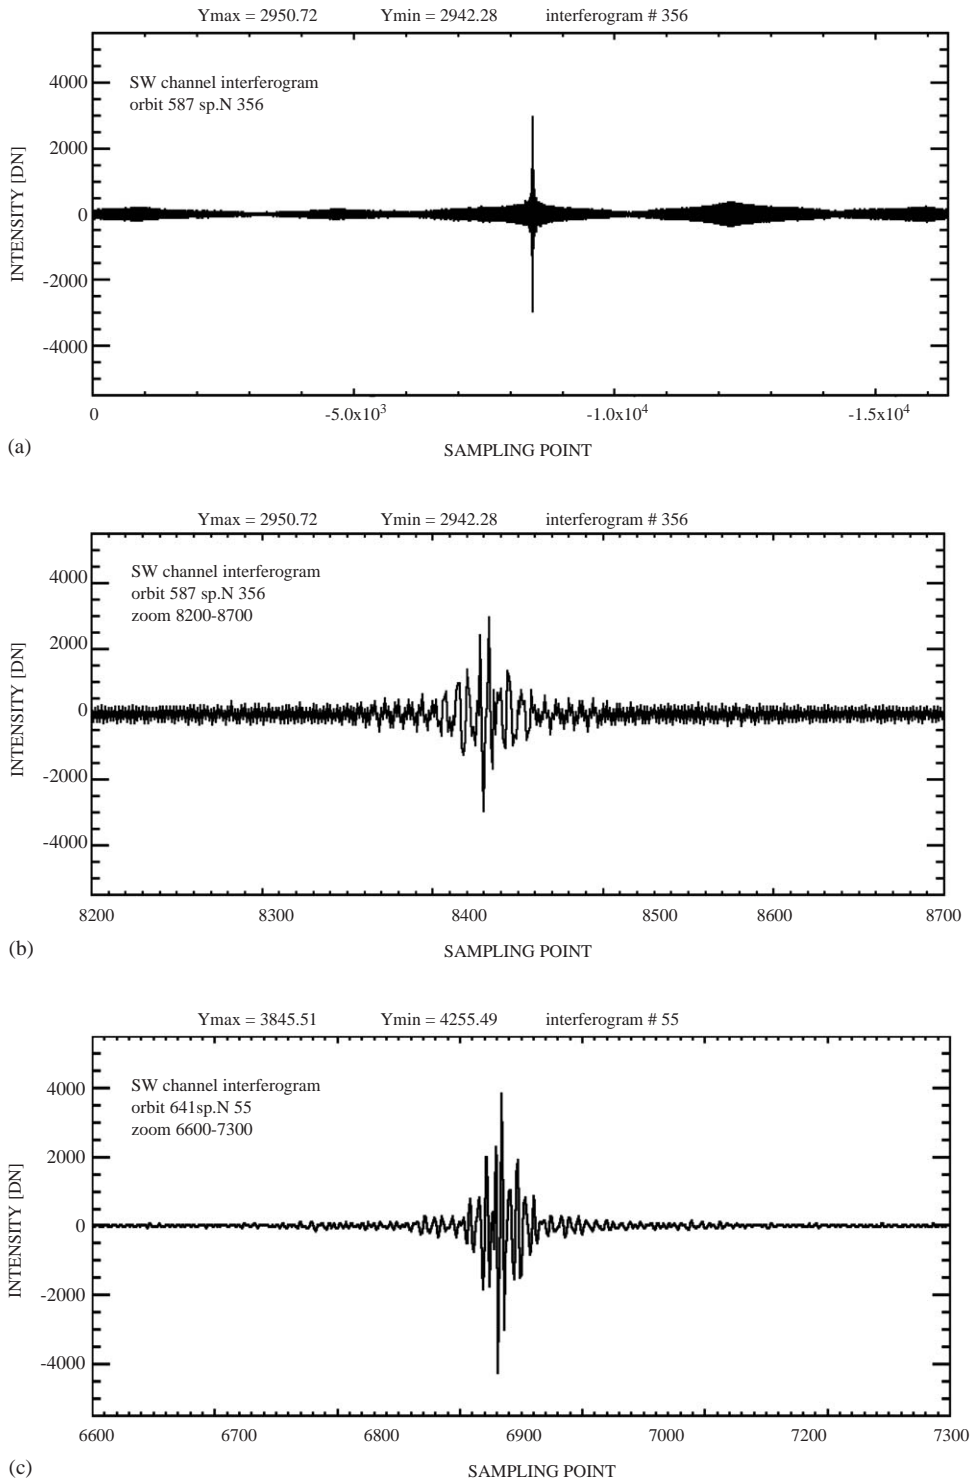 Ymax = 2950.72 Ymin = 2942.28 interferogram # 356
SW channel interferogram
orbit 587 sp.N 356
4000
2000
0
-2000
-4000
INTENSITY [DN]
0 -5.0x10³ -1.0x10⁴ -1.5x10⁴
(a)
SAMPLING POINT
Ymax = 2950.72 Ymin = 2942.28 interferogram # 356
SW channel interferogram
orbit 587 sp.N 356
zoom 8200-8700
4000
2000
0
-2000
-4000
INTENSITY [DN]
8200 8300 8400 8500 8600 8700
(b)
SAMPLING POINT
Ymax = 3845.51 Ymin = 4255.49 interferogram # 55
SW channel interferogram
orbit 641sp.N 55
zoom 6600-7300
4000
2000
0
-2000
-4000
INTENSITY [DN]
6600 6700 6800 6900 7000 7200 7300
(c)
SAMPLING POINT